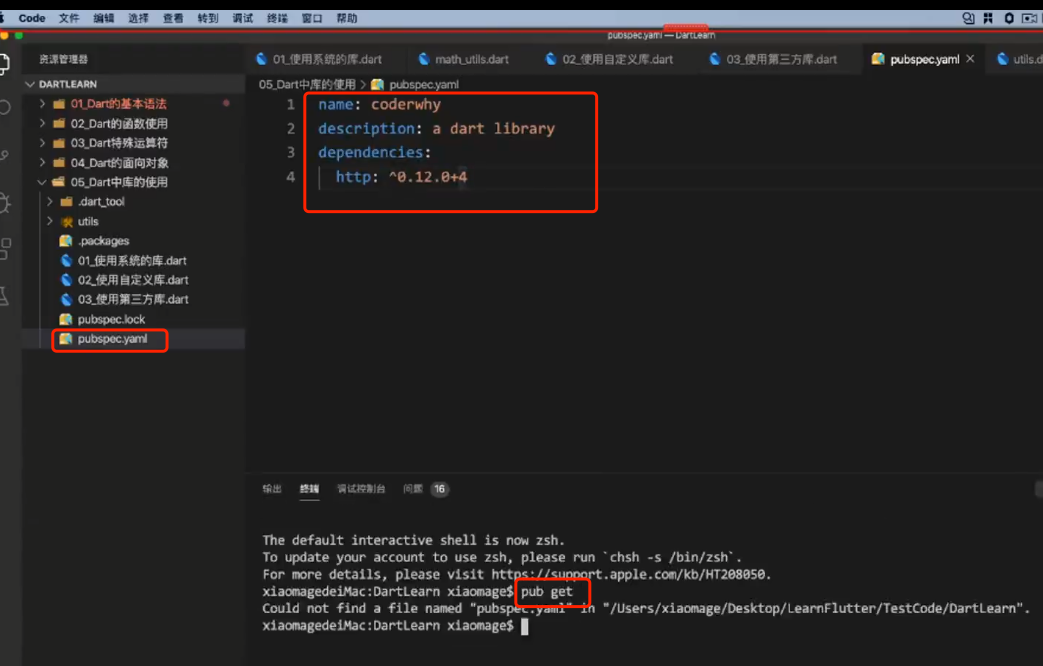 Code 文件 编辑 选择 查看 转到 调试 终端 窗口 帮助
pubspec.yaml — DartLearn
资源管理器
01_使用系统的库.dart math_utils.dart 02_使用自定义库.dart 03_使用第三方库.dart pubspec.yaml × utils.d
DARTLEARN
05_Dart中库的使用 > pubspec.yaml
01_Dart的基本语法
02_Dart的函数使用
03_Dart特殊运算符
04_Dart的面向对象
05_Dart中库的使用
.dart_tool
utils
.packages
01_使用系统的库.dart
02_使用自定义库.dart
03_使用第三方库.dart
pubspec.lock
pubspec.yaml
1 name: coderwhy
2 description: a dart library
3 dependencies:
4 http: ^0.12.0+4
输出 终端 调试控制台 问题 16
The default interactive shell is now zsh.
To update your account to use zsh, please run `chsh -s /bin/zsh`.
For more details, please visit https://support.apple.com/kb/HT208050.
xiaomagedeiMac:DartLearn xiaomage$ pub get
Could not find a file named "pubspec.yaml" in "/Users/xiaomage/Desktop/LearnFlutter/TestCode/DartLearn".
xiaomagedeiMac:DartLearn xiaomage$